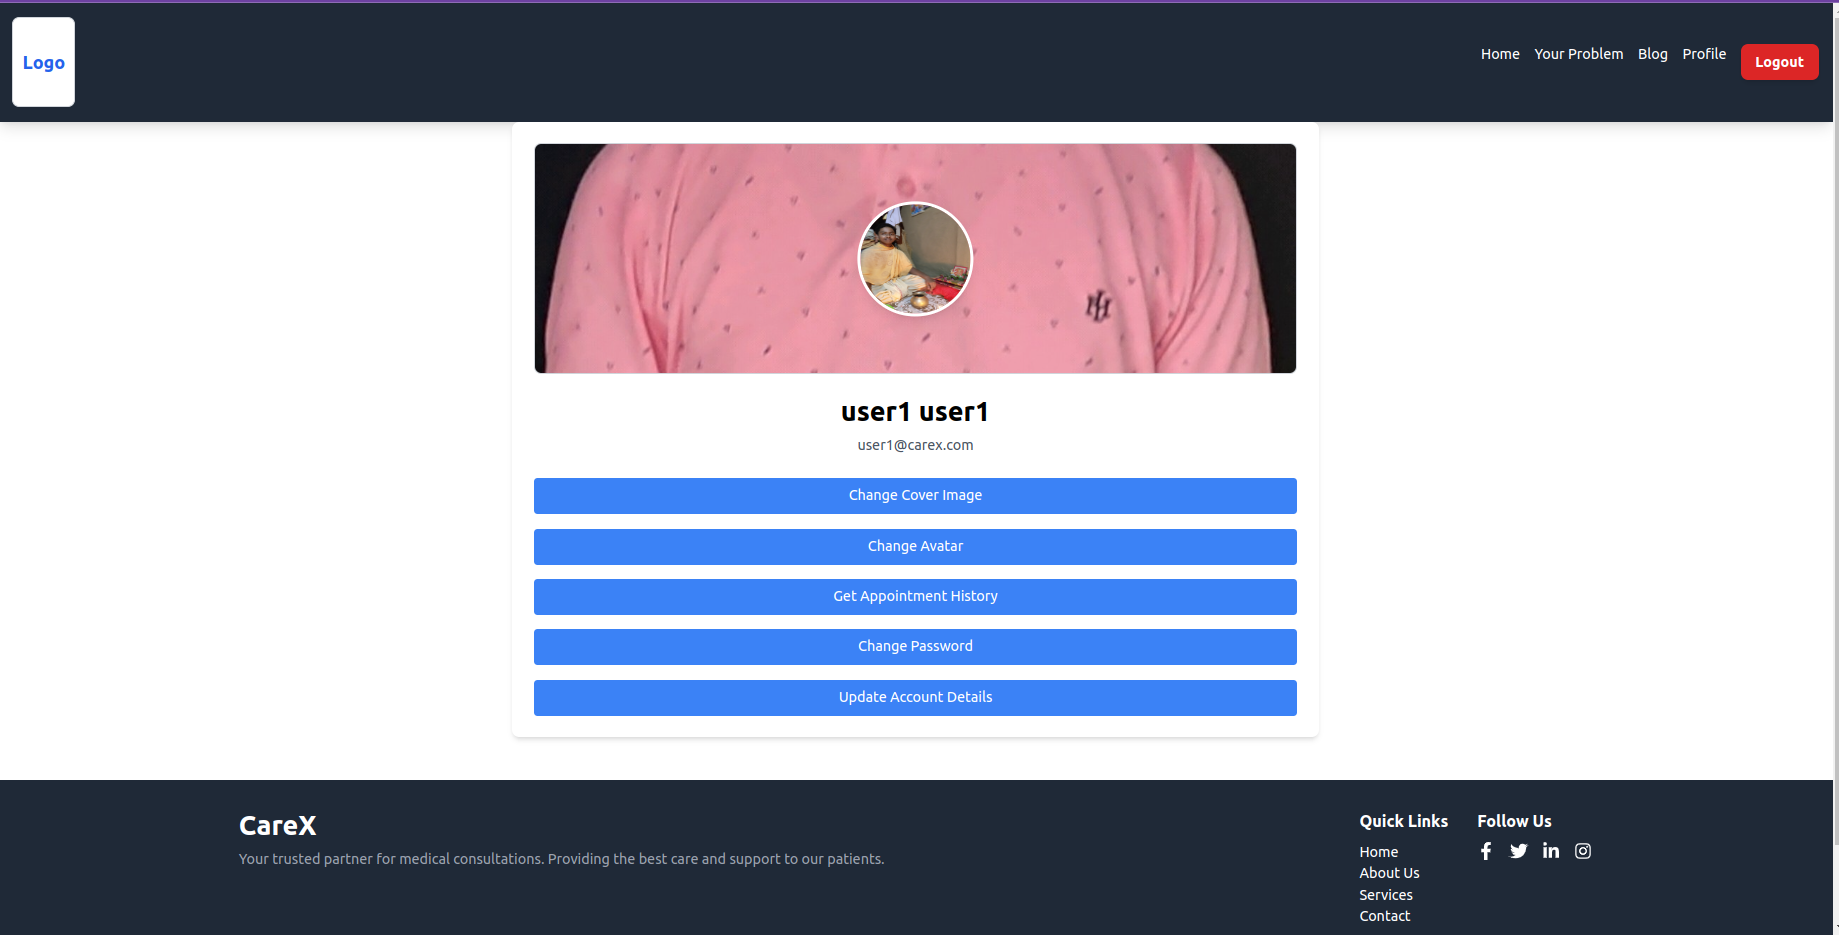 Logo
Home Your Problem Blog Profile Logout
user1 user1
user1@carex.com
Change Cover Image
Change Avatar
Get Appointment History
Change Password
Update Account Details
CareX
Your trusted partner for medical consultations. Providing the best care and support to our patients.
Quick Links
Home
About Us
Services
Contact
Follow Us